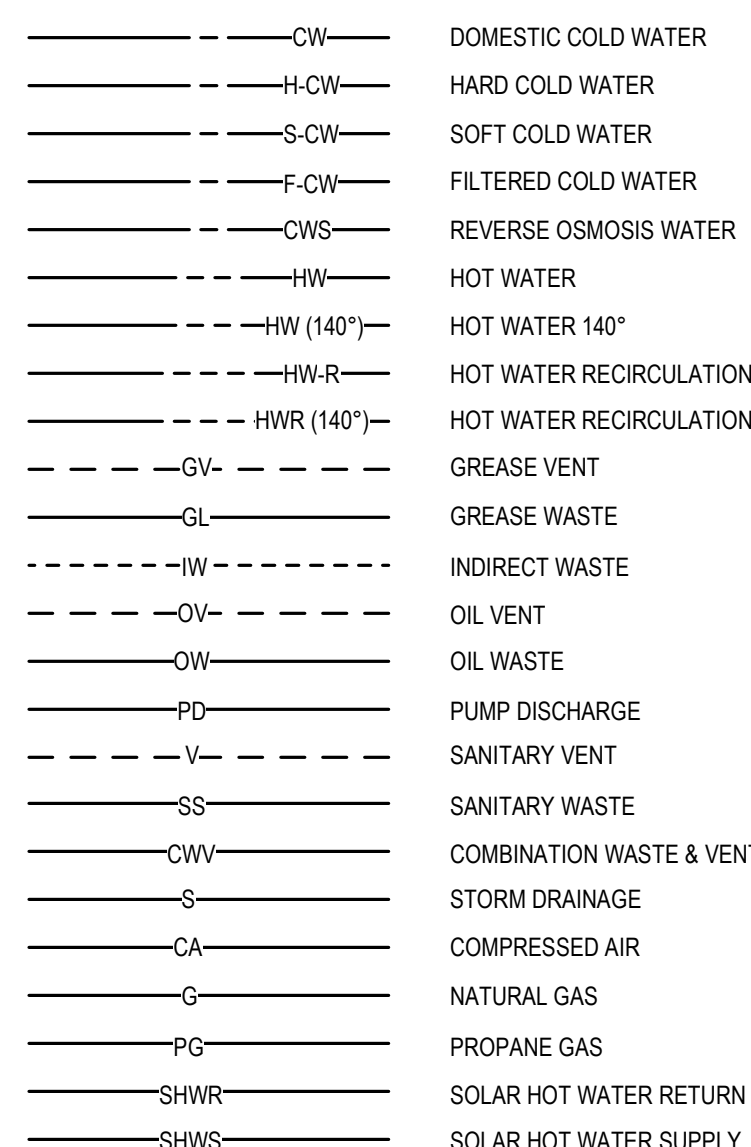 CW DOMESTIC COLD WATER
H-CW HARD COLD WATER
S-CW SOFT COLD WATER
F-CW FILTERED COLD WATER
CWS REVERSE OSMOSIS WATER
HW HOT WATER
HW (140°) HOT WATER 140°
HW-R HOT WATER RECIRCULATION
HWR (140°) HOT WATER RECIRCULATION
GV GREASE VENT
GL GREASE WASTE
IW INDIRECT WASTE
OV OIL VENT
OW OIL WASTE
PD PUMP DISCHARGE
V SANITARY VENT
SS SANITARY WASTE
CWV COMBINATION WASTE & VENT
S STORM DRAINAGE
CA COMPRESSED AIR
G NATURAL GAS
PG PROPANE GAS
SHWR SOLAR HOT WATER RETURN
SHWS SOLAR HOT WATER SUPPLY